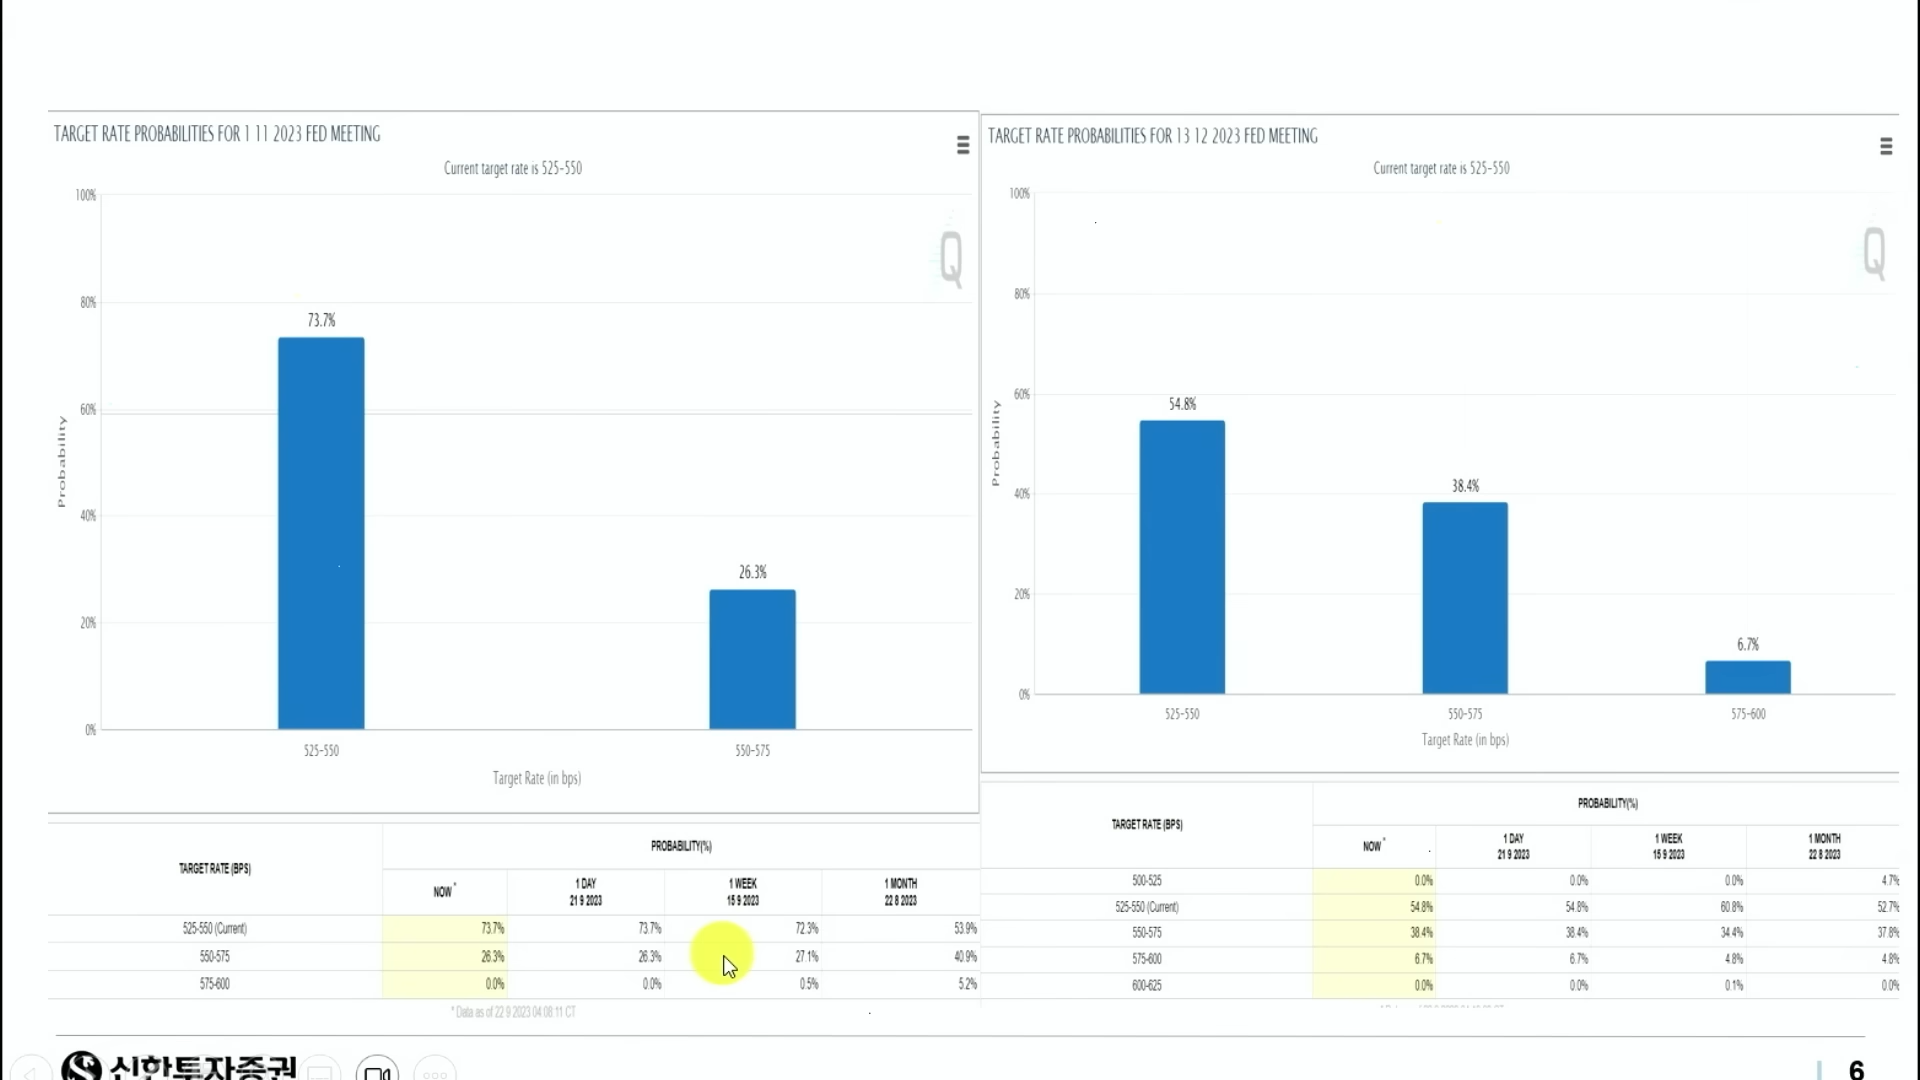 TARGET RATE PROBABILITIES FOR 1 11 2023 FED MEETING
Current target rate is 525-550
Q
100%
80%
60%
40%
20%
0%
Probability
73.7%
26.3%
525-550
550-575
Target Rate (in bps)
TARGET RATE (BPS)
PROBABILITY(%)
NOW *
1 DAY
21 9 2023
1 WEEK
15 9 2023
1 MONTH
22 8 2023
525-550 (Current) 73.7% 73.7% 72.3% 53.9%
550-575 26.3% 26.3% 27.1% 40.9%
575-600 0.0% 0.0% 0.5% 5.2%
* Data as of 22 9 2023 04:08:11 CT
TARGET RATE PROBABILITIES FOR 13 12 2023 FED MEETING
Current target rate is 525-550
Q
100%
80%
60%
40%
20%
0%
Probability
54.8%
38.4%
6.7%
525-550
550-575
575-600
Target Rate (in bps)
TARGET RATE (BPS)
PROBABILITY(%)
NOW *
1 DAY
21 9 2023
1 WEEK
15 9 2023
1 MONTH
22 8 2023
500-525 0.0% 0.0% 0.0% 4.7%
525-550 (Current) 54.8% 54.8% 60.8% 52.7%
550-575 38.4% 38.4% 34.4% 37.8%
575-600 6.7% 6.7% 4.8% 4.8%
600-625 0.0% 0.0% 0.1% 0.0%
신한투자증권
6